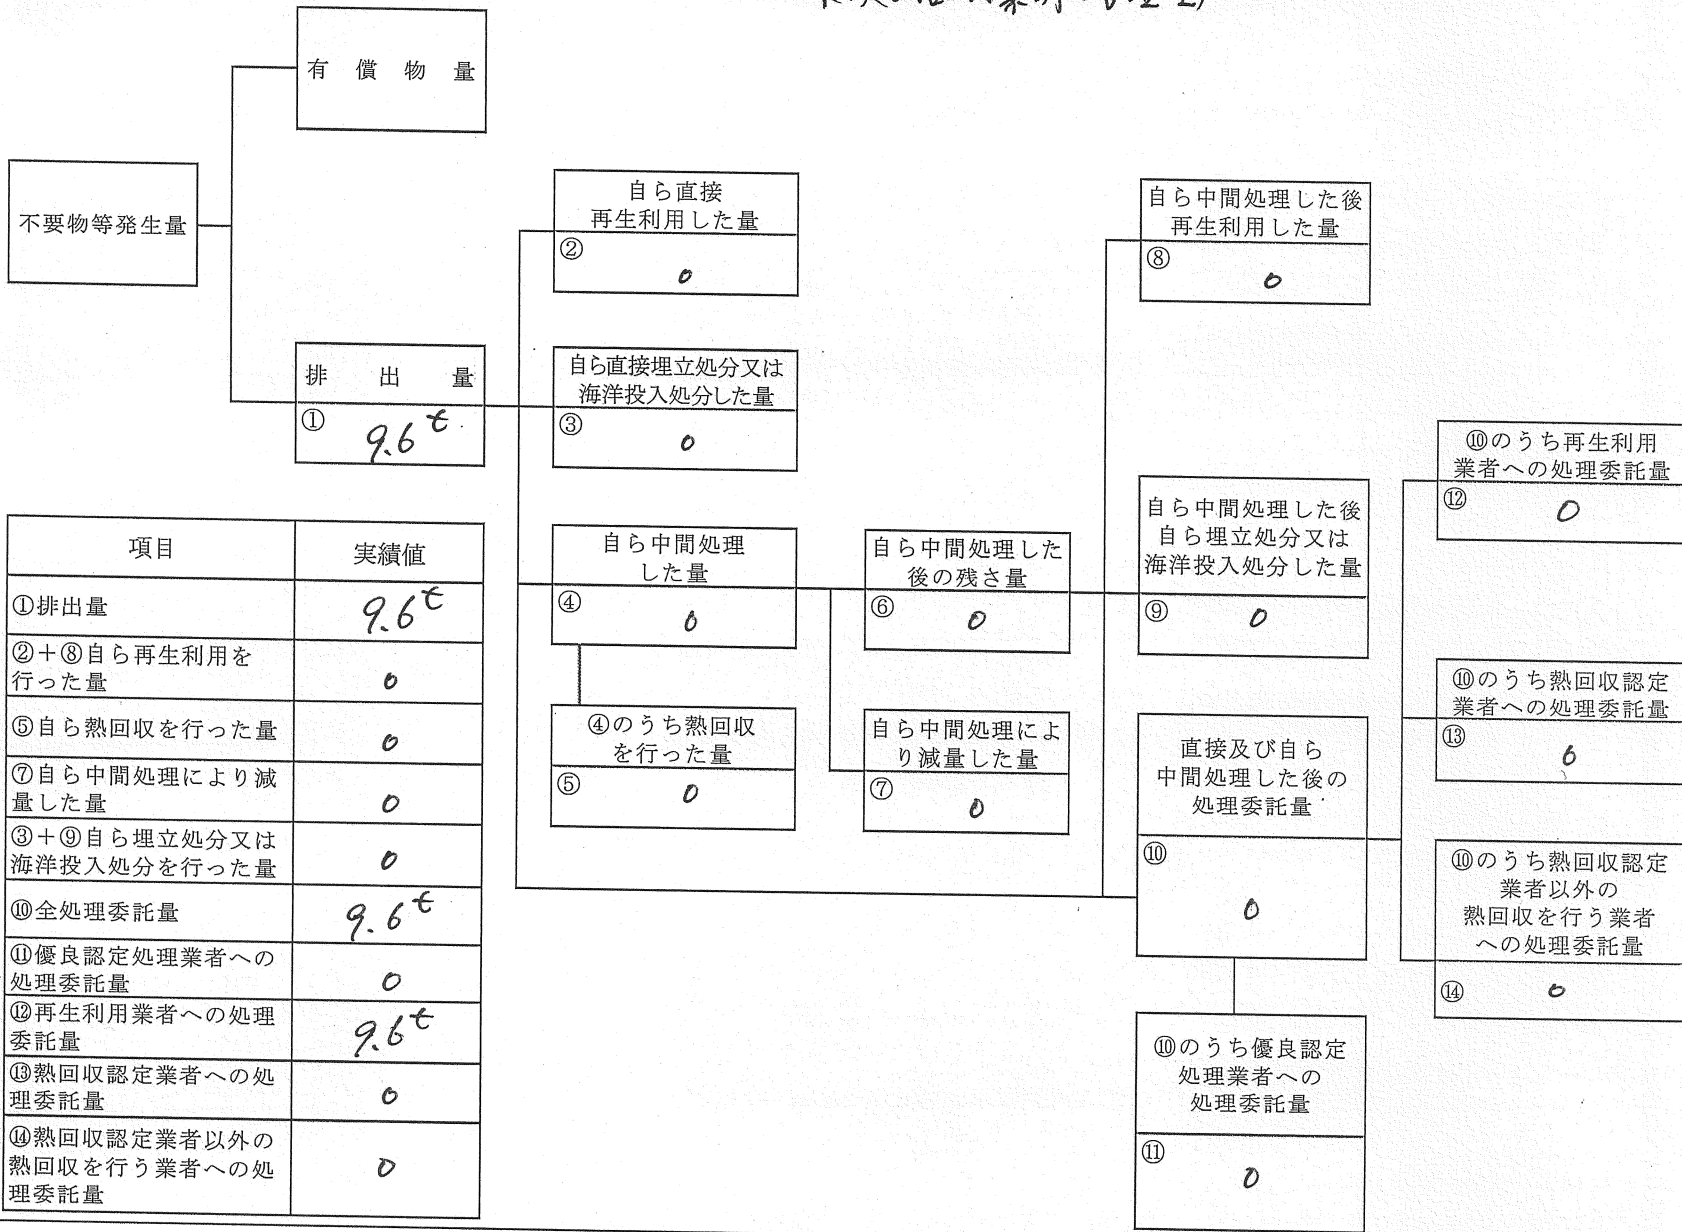 有償物量
不要物等発生量
排出量
① 9.6t
自ら直接
再生利用した量
②
0
自ら直接埋立処分又は
海洋投入処分した量
③
0
自ら中間処理
した量
④
0
④のうち熱回収
を行った量
⑤
0
自ら中間処理した
後の残さ量
⑥
0
自ら中間処理によ
り減量した量
⑦
0
自ら中間処理した後
再生利用した量
⑧
0
自ら中間処理した後
自ら埋立処分又は
海洋投入処分した量
⑨
0
直接及び自ら
中間処理した後の
処理委託量
⑩
0
⑩のうち優良認定
処理業者への
処理委託量
⑪
0
⑩のうち再生利用
業者への処理委託量
⑫
0
⑩のうち熱回収認定
業者への処理委託量
⑬
0
⑩のうち熱回収認定
業者以外の
熱回収を行う業者
への処理委託量
⑭
0
項目 実績値
①排出量 9.6t
②+⑧自ら再生利用を
行った量 0
⑤自ら熱回収を行った量 0
⑦自ら中間処理により減
量した量 0
③+⑨自ら埋立処分又は
海洋投入処分を行った量 0
⑩全処理委託量 9.6t
⑪優良認定処理業者への
処理委託量 0
⑫再生利用業者への処理
委託量 9.6t
⑬熱回収認定業者への処
理委託量 0
⑭熱回収認定業者以外の
熱回収を行う業者への処
理委託量 0